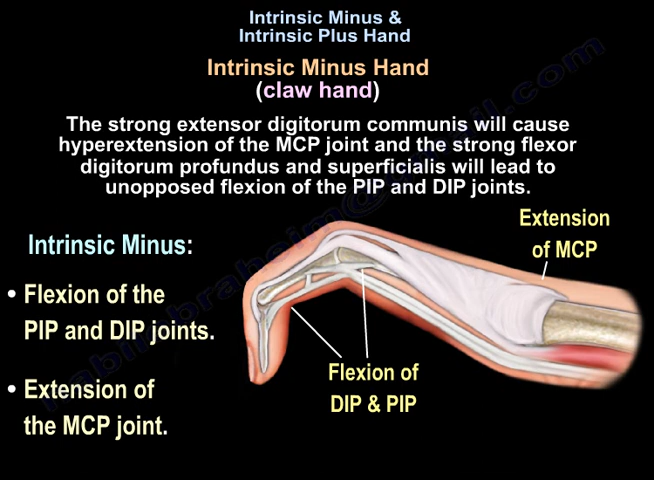 Intrinsic Minus &
Intrinsic Plus Hand
Intrinsic Minus Hand
(claw hand)
The strong extensor digitorum communis will cause
hyperextension of the MCP joint and the strong flexor
digitorum profundus and superficialis will lead to
unopposed flexion of the PIP and DIP joints.
Intrinsic Minus:
• Flexion of the
PIP and DIP joints.
• Extension of
the MCP joint.
Extension
of MCP
Flexion of
DIP & PIP